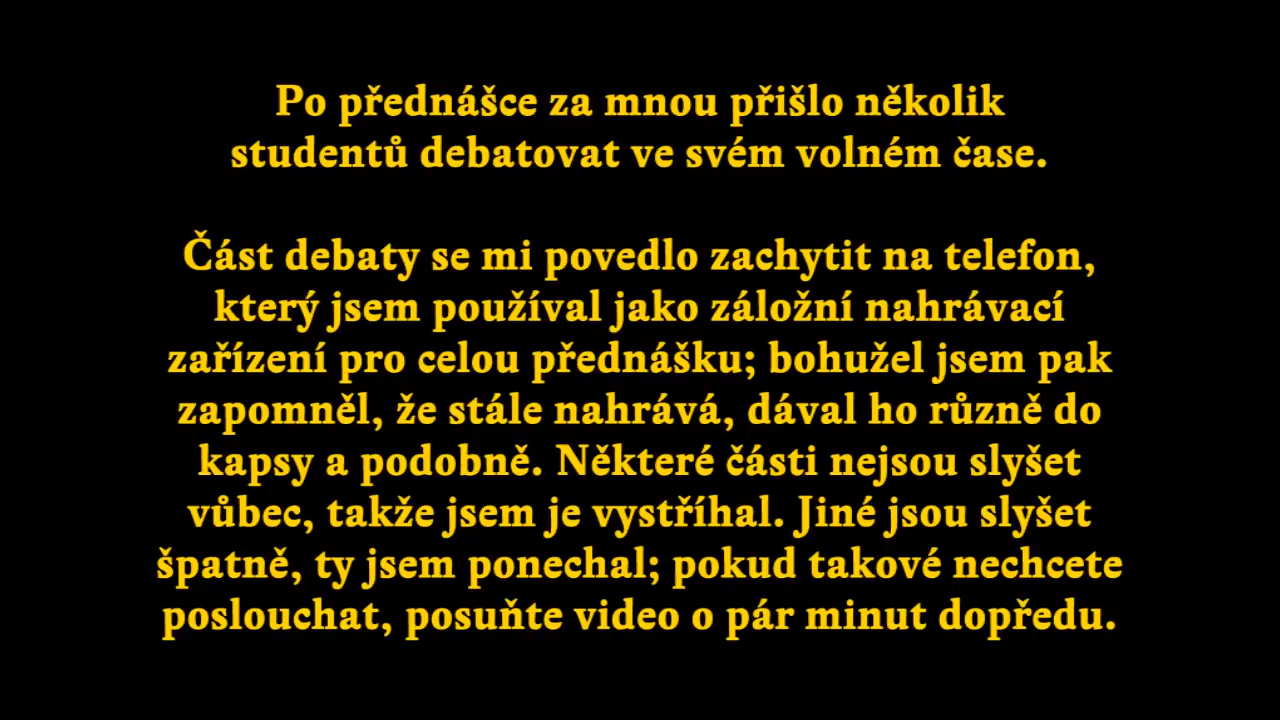 Po přednášce za mnou přišlo několik
studentů debatovat ve svém volném čase.
Část debaty se mi povedlo zachytit na telefon,
který jsem používal jako záložní nahrávací
zařízení pro celou přednášku; bohužel jsem pak
zapomněl, že stále nahrává, dával ho různě do
kapsy a podobně. Některé části nejsou slyšet
vůbec, takže jsem je vystříhal. Jiné jsou slyšet
špatně, ty jsem ponechal; pokud takové nechcete
poslouchat, posuňte video o pár minut dopředu.